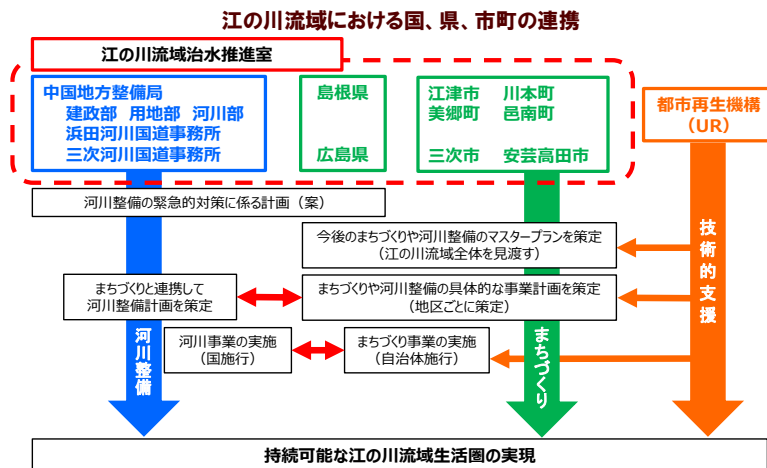 江の川流域における国、県、市町の連携
江の川流域治水推進室
中国地方整備局
建政部 用地部 河川部
浜田河川国道事務所
三次河川国道事務所
島根県
広島県
江津市 川本町
美郷町 邑南町
三次市 安芸高田市
都市再生機構
（UR）
河川整備の緊急的対策に係る計画（案）
今後のまちづくりや河川整備のマスタープランを策定
（江の川流域全体を見渡す）
まちづくりと連携して
河川整備計画を策定
まちづくりや河川整備の具体的な事業計画を策定
（地区ごとに策定）
河川事業の実施
（国施行）
まちづくり事業の実施
（自治体施行）
河川整備
まちづくり
技術的支援
持続可能な江の川流域生活圏の実現